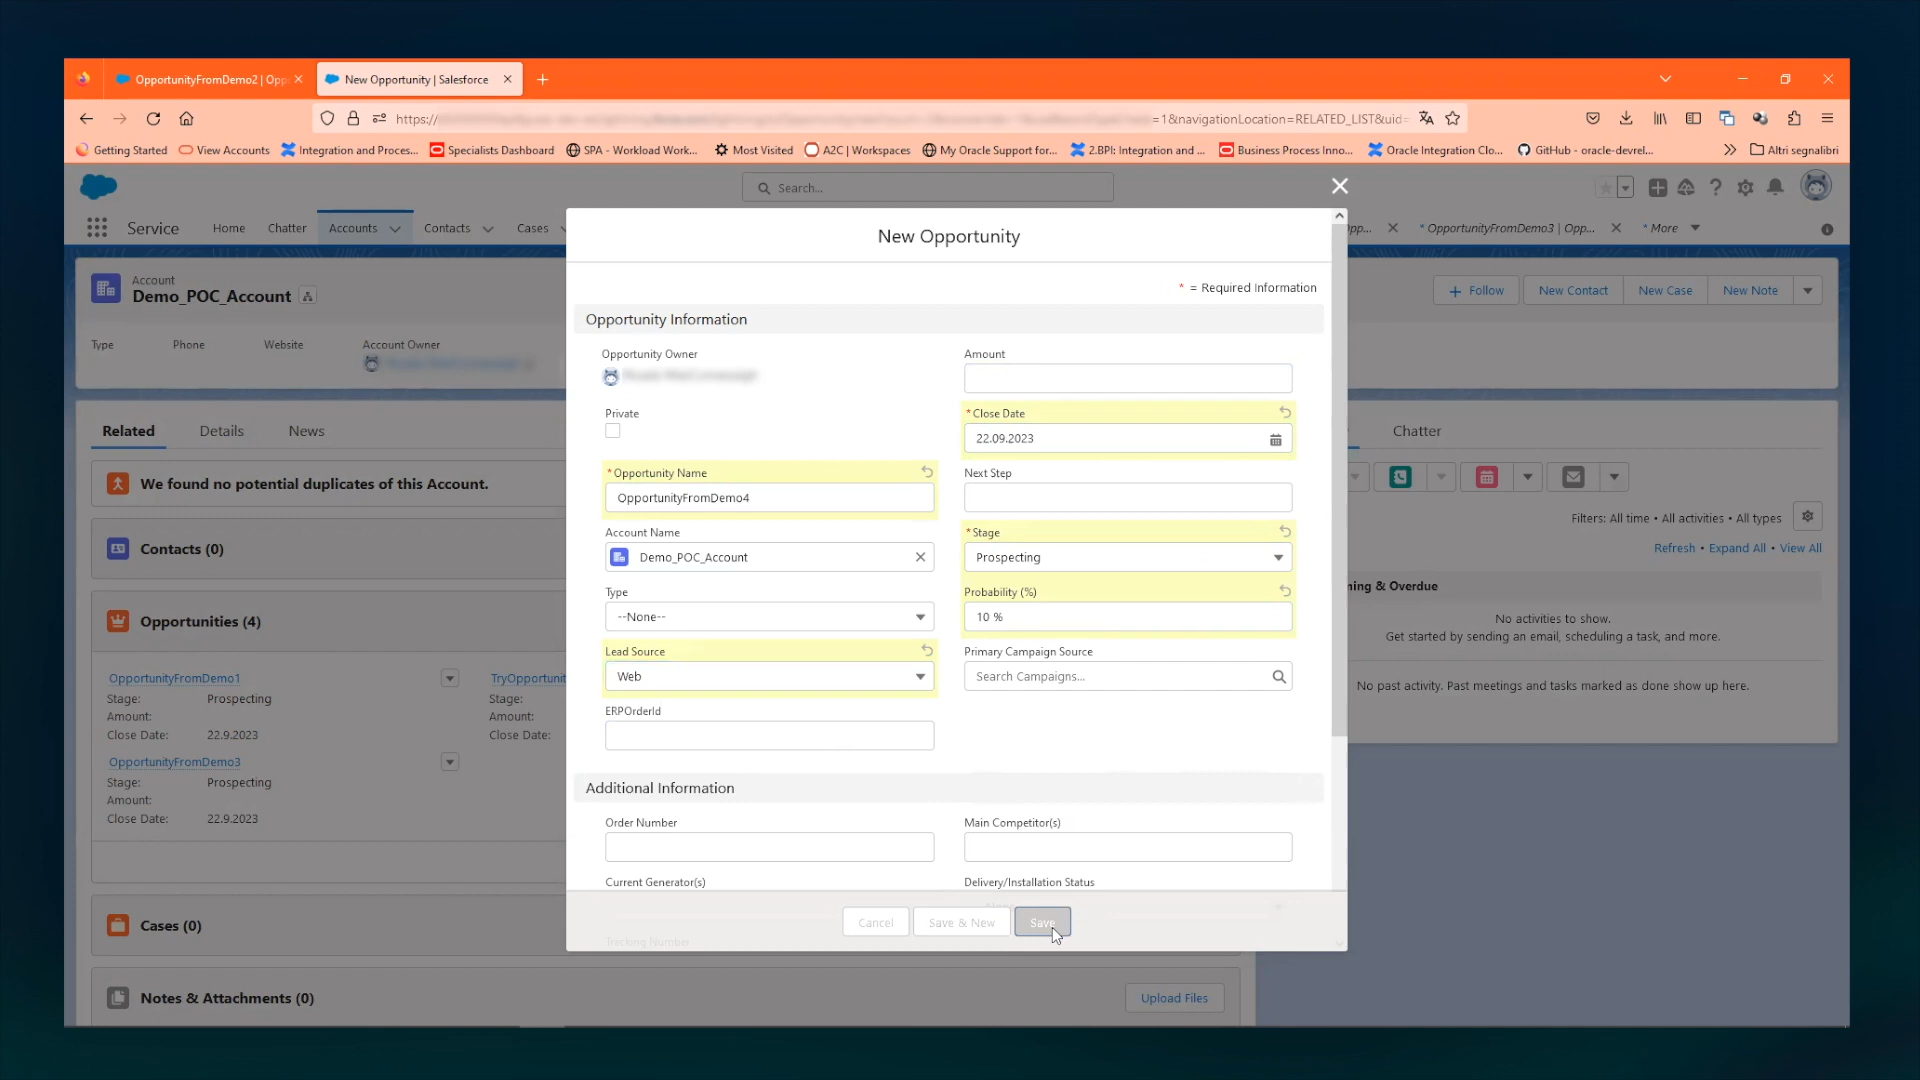 OpportunityFromDemo2 | Opp
New Opportunity | Salesforce
https://
=1&navigationLocation=RELATED_LIST&uid=
Getting Started
View Accounts
Integration and Proces...
Specialists Dashboard
SPA - Workload Work...
Most Visited
A2C | Workspaces
My Oracle Support for...
2.BPI: Integration and ...
Business Process Inno...
Oracle Integration Clo...
GitHub - oracle-devrel...
Altri segnalibri
Search...
Service
Home
Chatter
Accounts
Contacts
Cases
pp...
* OpportunityFromDemo3 | Opp...
* More
Account
Demo_POC_Account
Follow
New Contact
New Case
New Note
Type
Phone
Website
Account Owner
Related
Details
News
We found no potential duplicates of this Account.
Contacts (0)
Opportunities (4)
OpportunityFromDemo1
Stage: Prospecting
Amount:
Close Date: 22.9.2023
TryOpportunit
Stage:
Amount:
Close Date:
OpportunityFromDemo3
Stage: Prospecting
Amount:
Close Date: 22.9.2023
Cases (0)
Notes & Attachments (0)
Upload Files
New Opportunity
* = Required Information
Opportunity Information
Opportunity Owner
Amount
Private
* Close Date
22.09.2023
* Opportunity Name
OpportunityFromDemo4
Next Step
Account Name
Demo_POC_Account
* Stage
Prospecting
Type
--None--
Probability (%)
10 %
Lead Source
Web
Primary Campaign Source
Search Campaigns...
ERPOrderId
Additional Information
Order Number
Main Competitor(s)
Current Generator(s)
Delivery/Installation Status
Tracking Number
Cancel
Save & New
Save
Chatter
Filters: All time • All activities • All types
Refresh • Expand All • View All
ning & Overdue
No activities to show.
Get started by sending an email, scheduling a task, and more.
No past activity. Past meetings and tasks marked as done show up here.